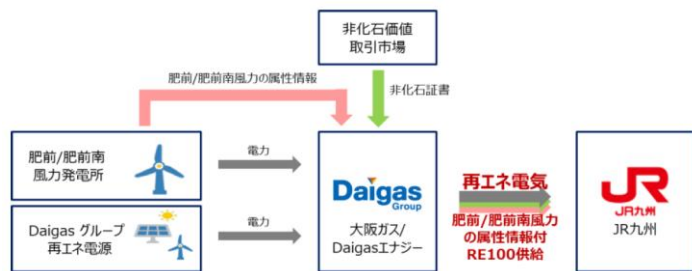 非化石価値
取引市場
肥前/肥前南風力の属性情報
非化石証書
肥前/肥前南
風力発電所
電力
Daigas
Group
大阪ガス/
Daigasエナジー
再エネ電気
肥前/肥前南風力
の属性情報付
RE100供給
JR
JR九州
JR九州
Daigas グループ
再エネ電源
電力